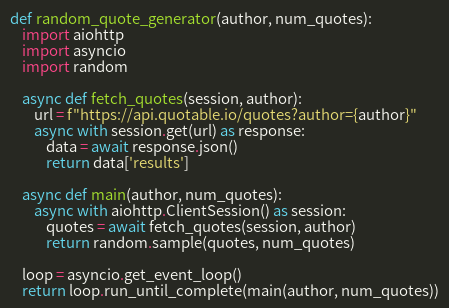 def random_quote_generator(author, num_quotes):
    import aiohttp
    import asyncio
    import random

    async def fetch_quotes(session, author):
        url = f"https://api.quotable.io/quotes?author={author}"
        async with session.get(url) as response:
            data = await response.json()
            return data['results']

    async def main(author, num_quotes):
        async with aiohttp.ClientSession() as session:
            quotes = await fetch_quotes(session, author)
            return random.sample(quotes, num_quotes)

    loop = asyncio.get_event_loop()
    return loop.run_until_complete(main(author, num_quotes))